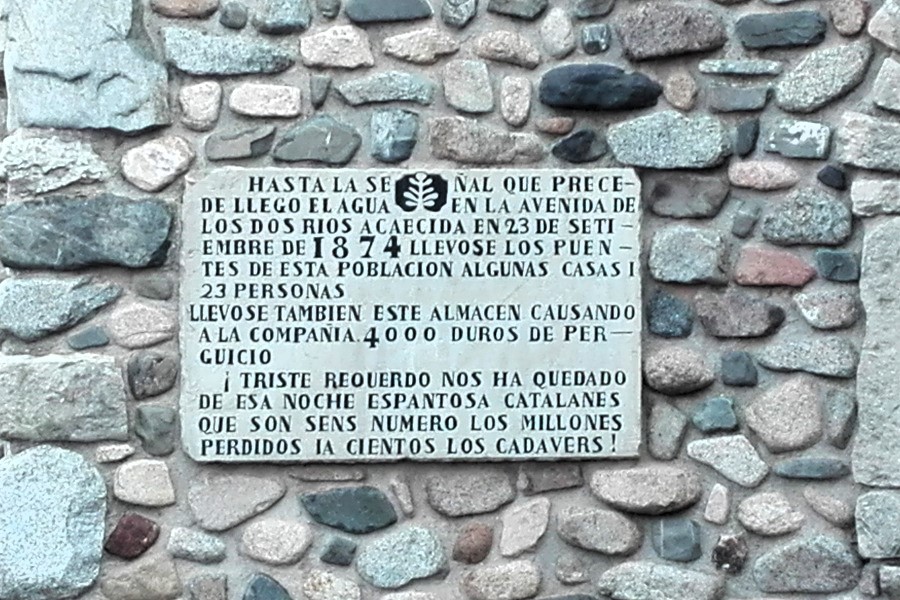 HASTA LA SE ÑAL QUE PRECE-
DE LLEGO EL AGUA EN LA AVENIDA DE
LOS DOS RIOS ACAECIDA EN 23 DE SETI-
EMBRE DE 1874 LLEVOSE LOS PUEN-
TES DE ESTA POBLACION ALGUNAS CASAS I
23 PERSONAS
LLEVOSE TAMBIEN ESTE ALMACEN CAUSANDO
A LA COMPAÑIA. 4000 DUROS DE PER-
GUICIO
¡ TRISTE REQUERDO NOS HA QUEDADO
DE ESA NOCHE ESPANTOSA CATALANES
QUE SON SENS NUMERO LOS MILLONES
PERDIDOS IA CIENTOS LOS CADAVERS !